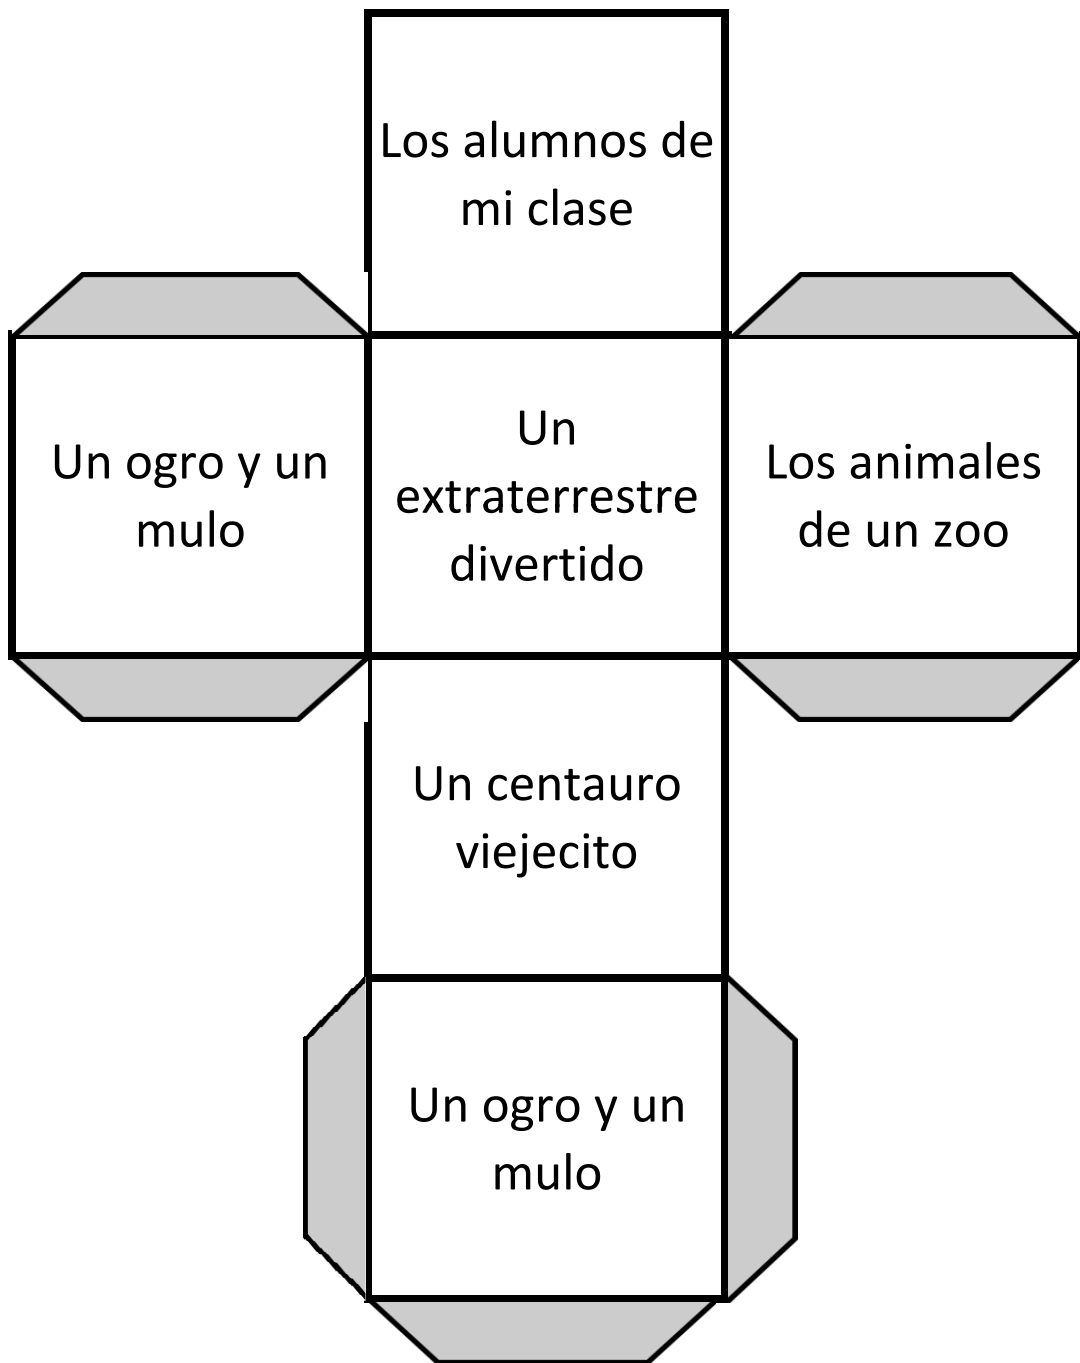 Los alumnos de
mi clase
Un ogro y un
mulo
Un
extraterrestre
divertido
Los animales
de un zoo
Un centauro
viejecito
Un ogro y un
mulo